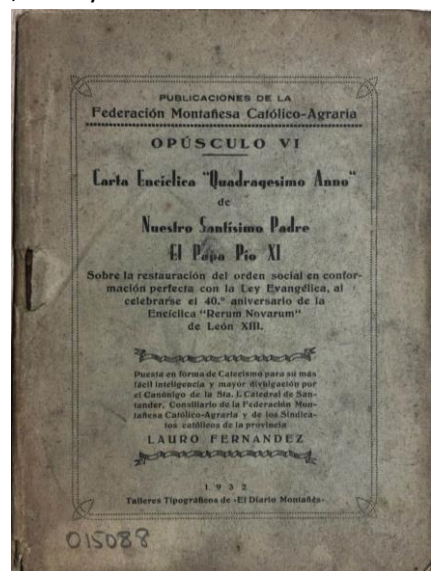 PUBLICACIONES DE LA
Federación Montañesa Católico-Agraria
OPÚSCULO VI
Carta Encíclica "Quadragesimo Anno"
de
Nuestro Santísimo Padre
El Papa Pío XI
Sobre la restauración del orden social en confor-
mación perfecta con la Ley Evangélica, al
celebrarse el 40.º aniversario de la
Encíclica "Rerum Novarum"
de León XIII.
Puesta en forma de Catecismo para su más
fácil inteligencia y mayor divulgación por
el Canónigo de la Sta. I. Catedral de San-
tander, Consiliario de la Federación Mon-
tañesa Católico-Agraria y de los Sindica-
tos católicos de la provincia
LAURO FERNANDEZ
1932
Talleres Tipográficos de «El Diario Montañés»
015088